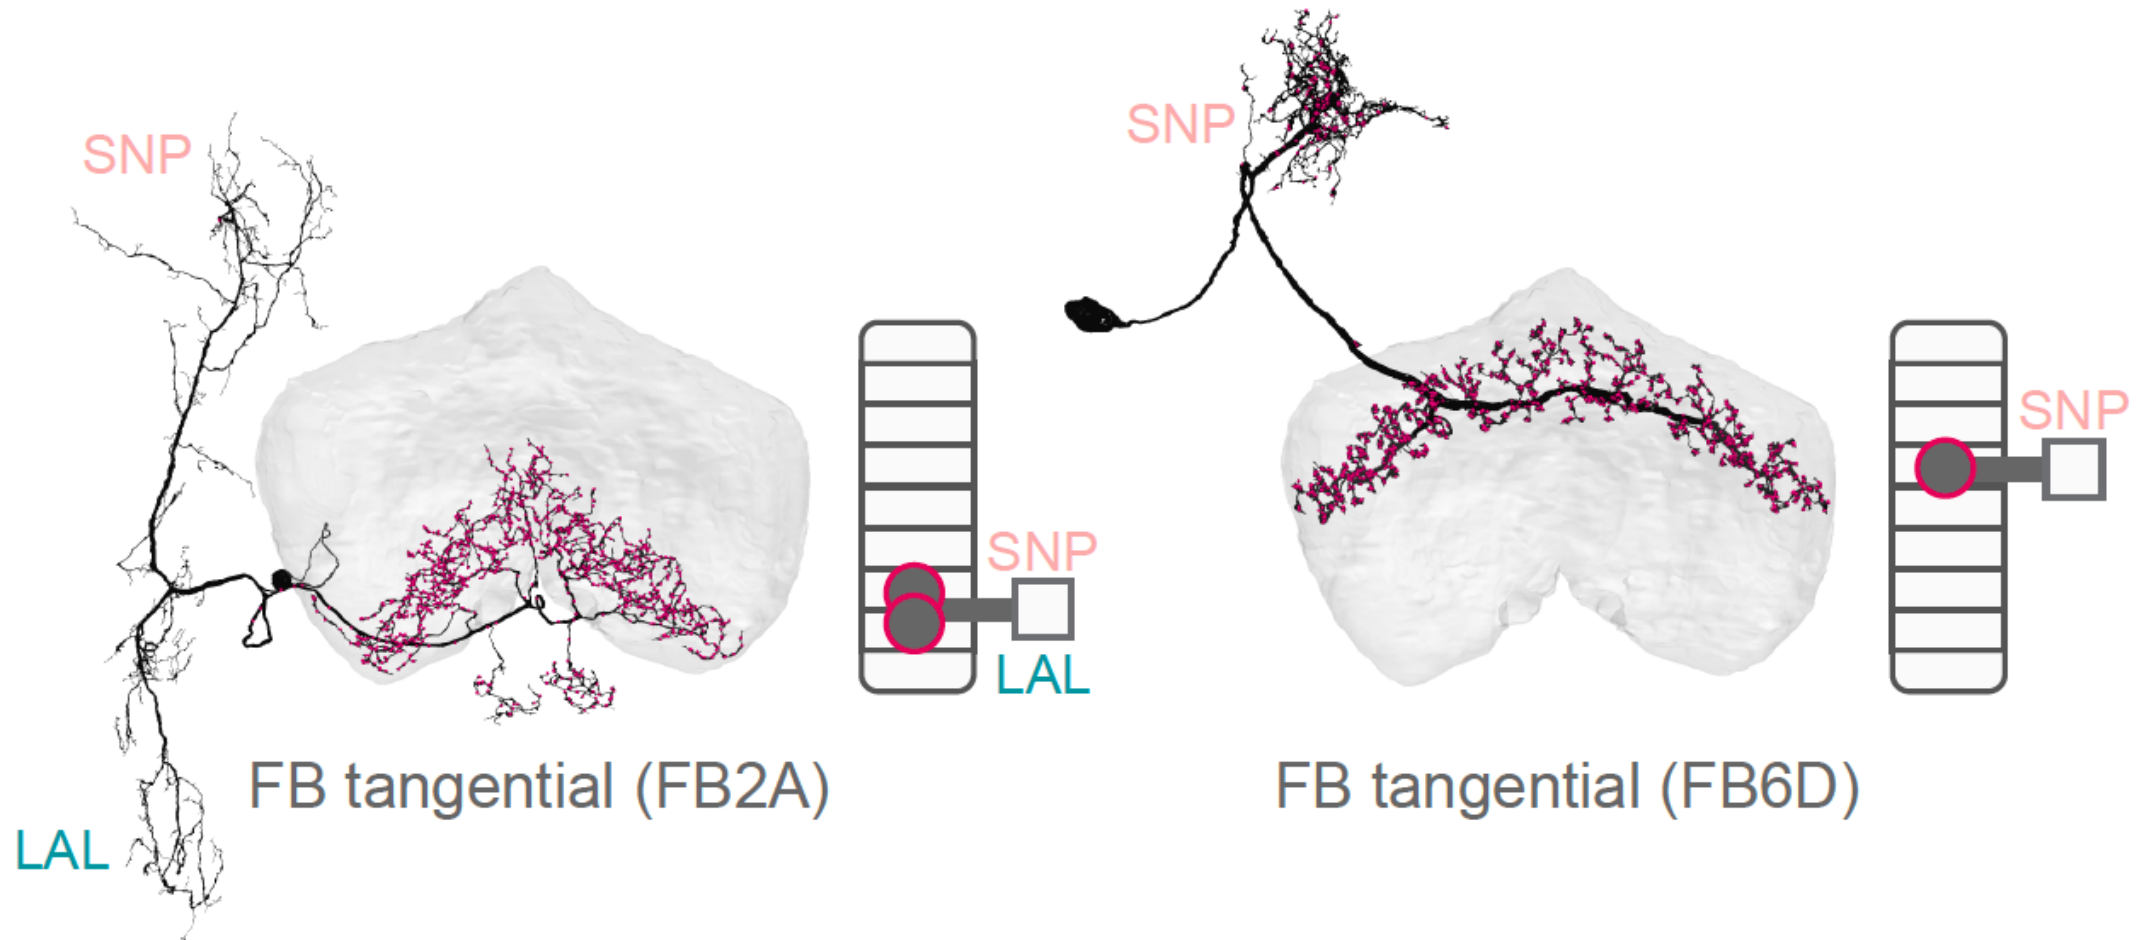 SNP
SNP
SNP
SNP
LAL
FB tangential (FB2A)
FB tangential (FB6D)
LAL